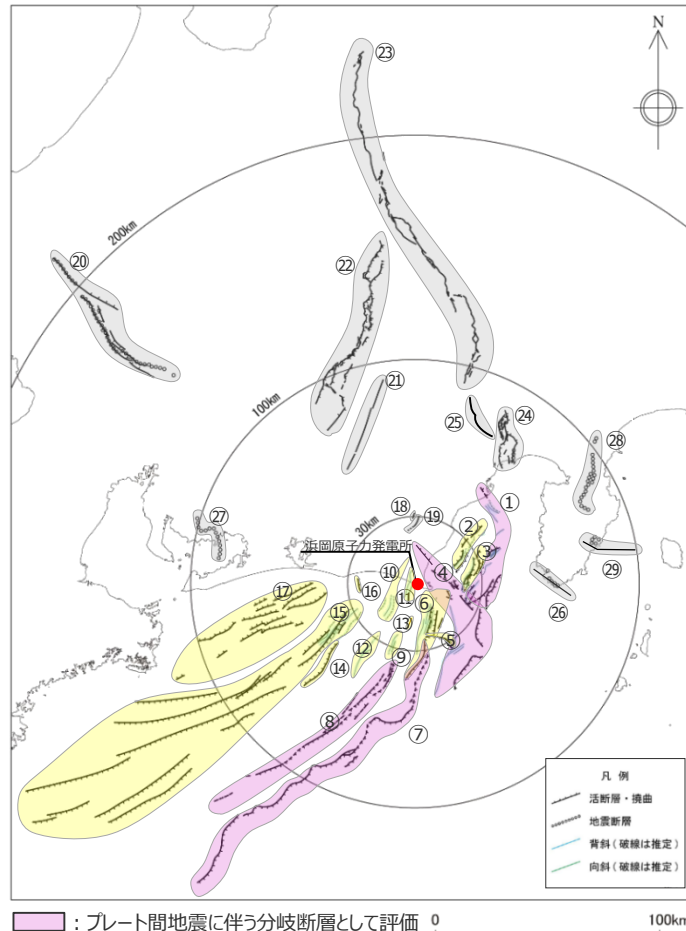 ㉓
N
200km
⑳
㉒
㉑
100km
㉕
㉔
㉘
①
⑱
⑲
30km
②
㉗
浜岡原子力発電所
③
④
㉙
⑩
⑯
⑪
㉖
⑰
⑮
⑥
⑬
⑤
⑫
⑨
⑭
⑧
⑦
凡 例
活断層・撓曲
地震断層
背斜(破線は推定)
向斜(破線は推定)
:プレート間地震に伴う分岐断層として評価 0 100km